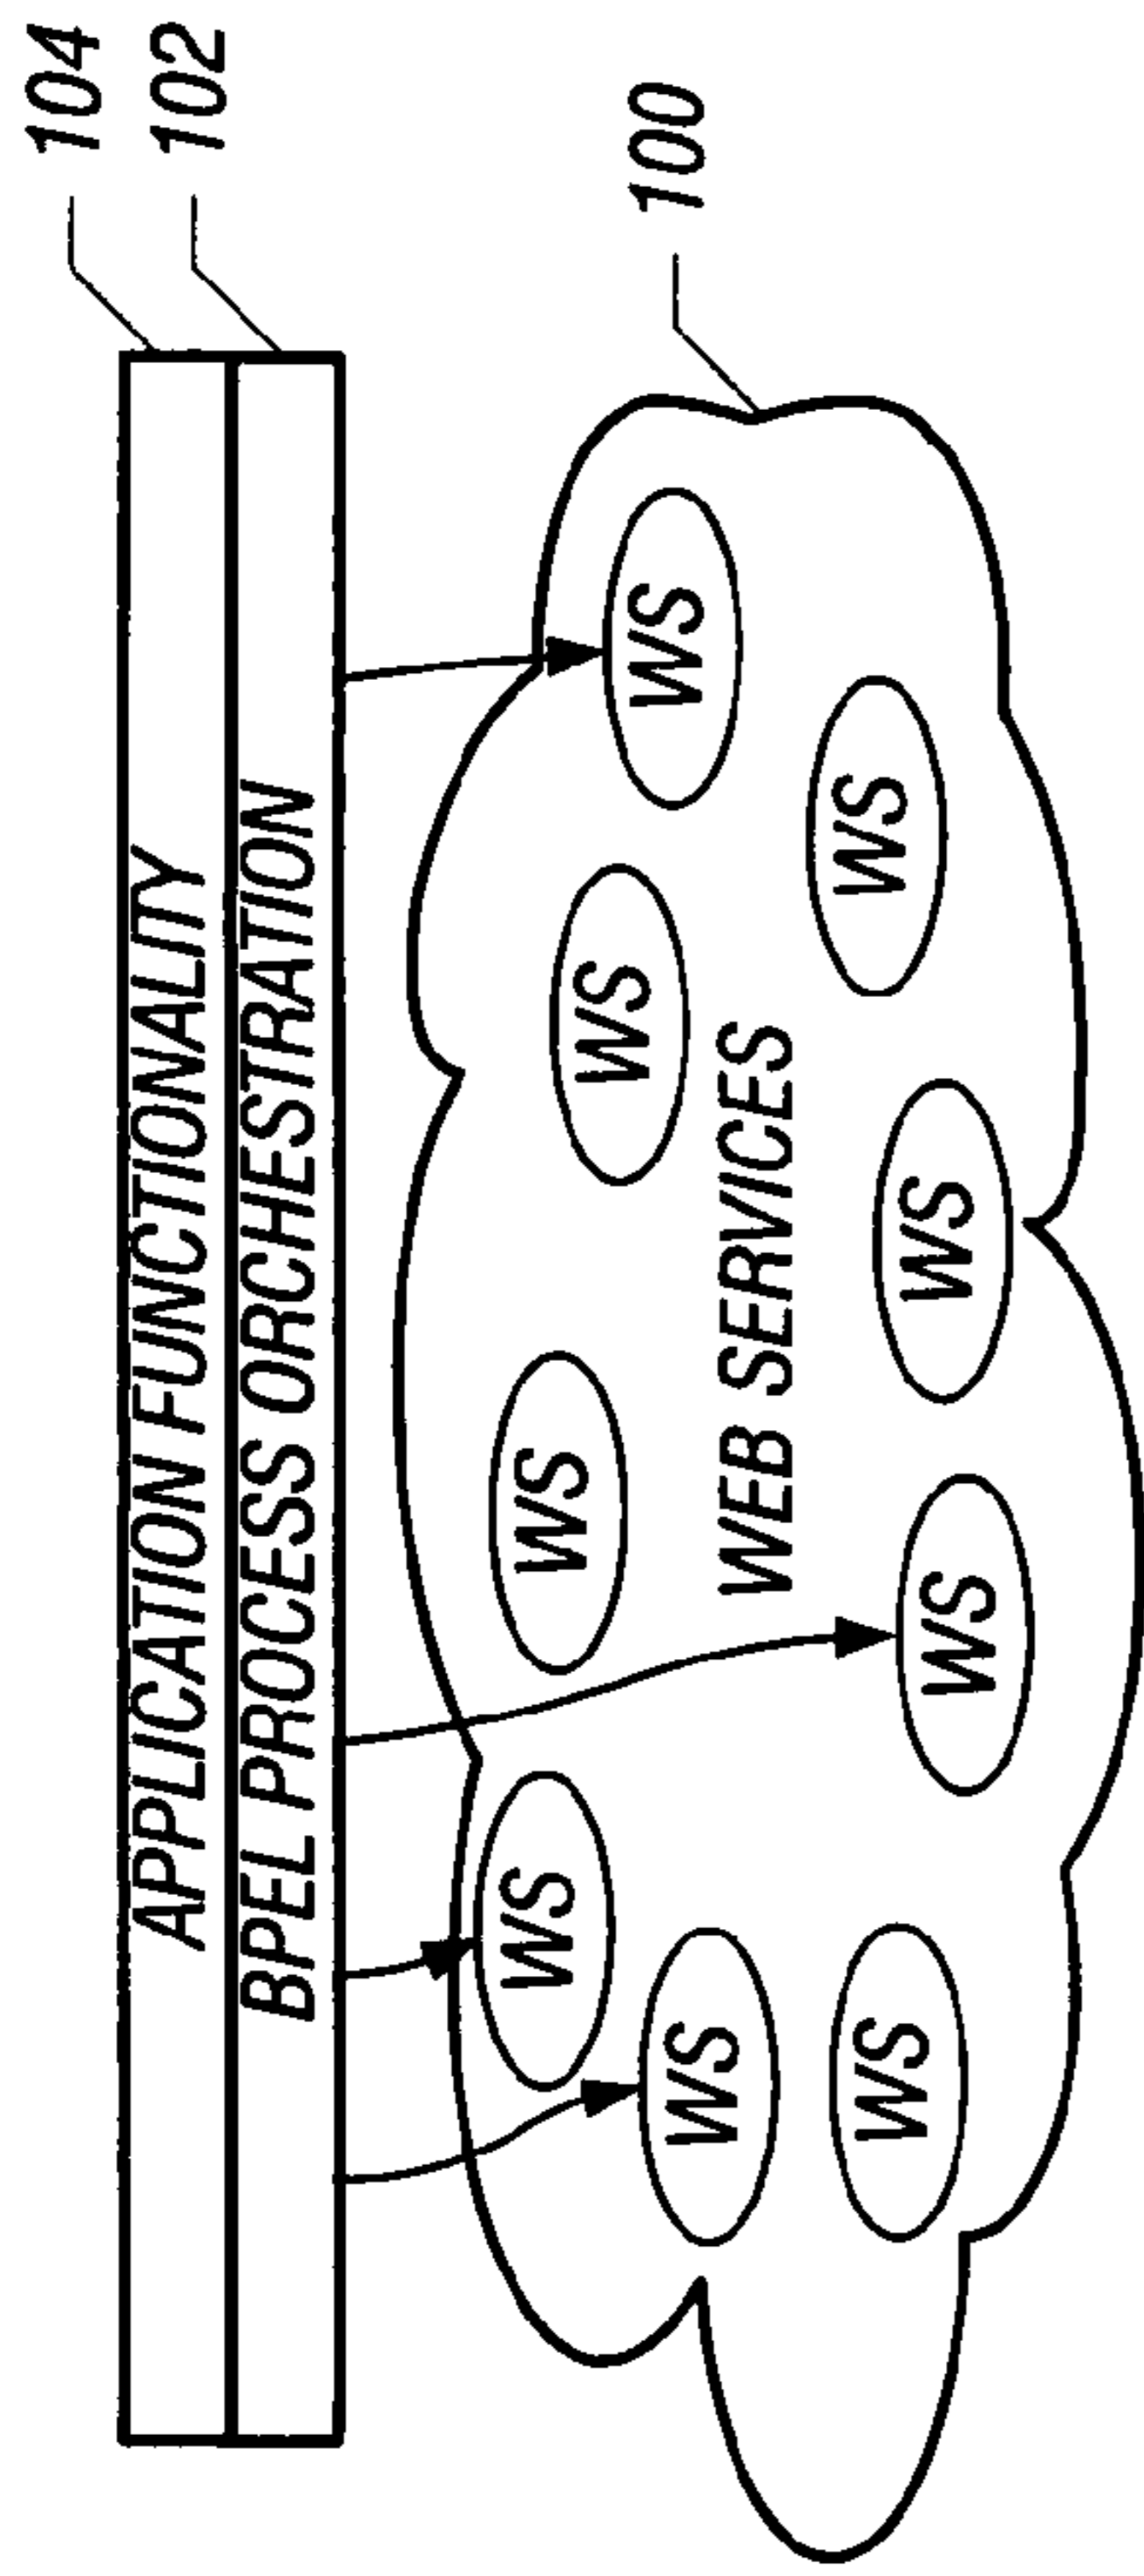 APPLICATION FUNCTIONALITY
104
BPEL PROCESS ORCHESTRATION
102
100
WS
WS
WS
WS
WS
WEB SERVICES
WS
WS
WS
WS